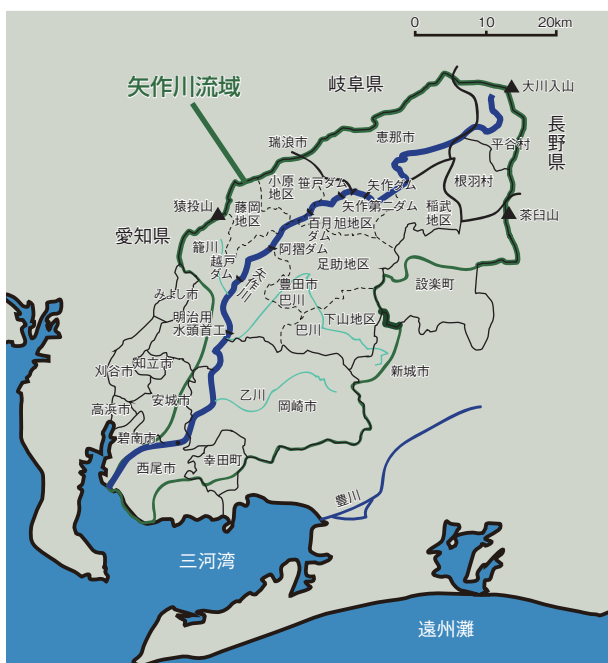 0 10 20km
矢作川流域
岐阜県
大川入山
長野県
恵那市
平谷村
瑞浪市
小原
地区
笹戸ダム
矢作ダム
根羽村
猿投山
藤岡
地区
矢作第二ダム
稲武
地区
茶臼山
百月旭地区
ダム
愛知県
籠川
越戸
ダム
阿摺ダム
足助地区
矢作川
豊田市
巴川
設楽町
みよし市
明治用
水頭首工
巴川
下山地区
刈谷市
知立市
新城市
高浜市
安城市
乙川
岡崎市
碧南市
西尾市
幸田町
豊川
三河湾
遠州灘